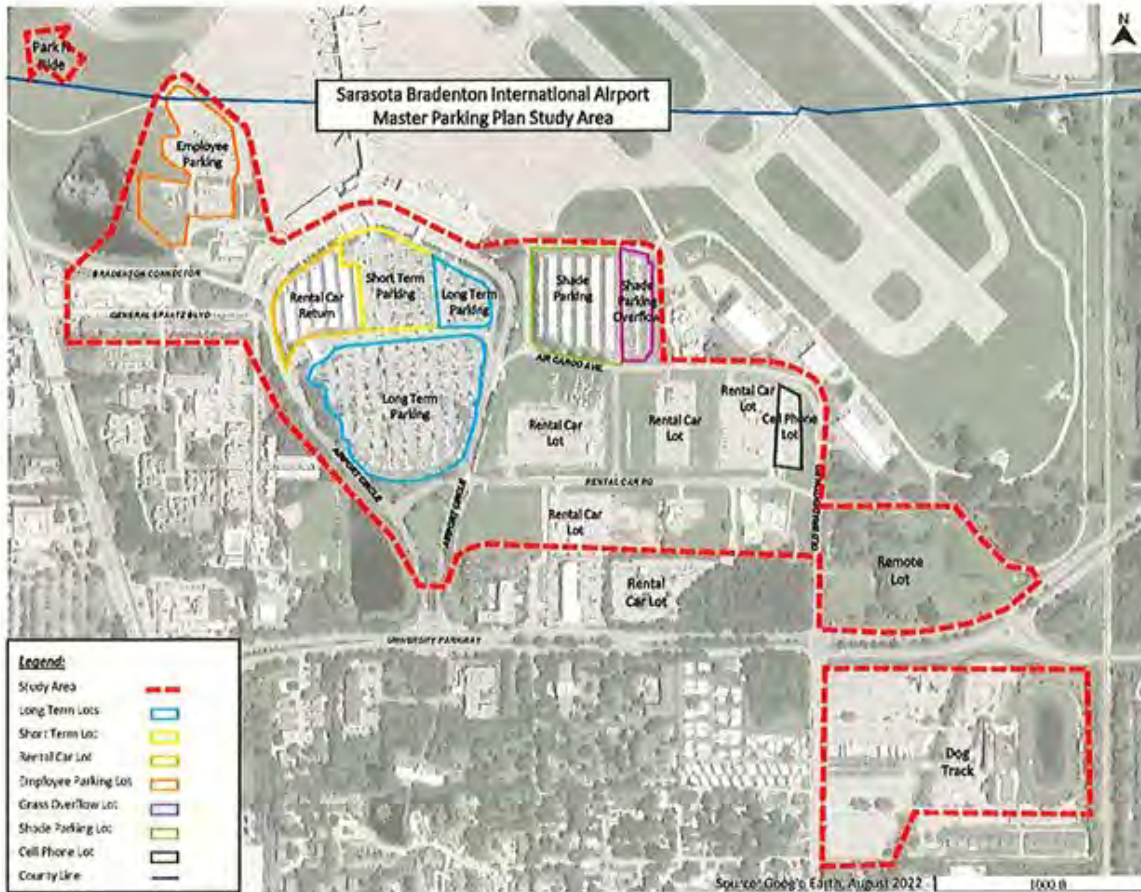 N
Park N
Ride
Sarasota Bradenton International Airport
Master Parking Plan Study Area
Employee
Parking
BRADENTON CONNECTOR
GENERAL SPAATZ BLVD
Rental Car
Return
Short Term
Parking
Long Term
Parking
Shade
Parking
Shade
Parking
Overflow
AIR CARGO AVE.
Long Term
Parking
Rental Car
Lot
Rental Car
Lot
Rental Car
Lot
Cell Phone
Lot
AIRPORT CIRCLE
AIRPORT CIRCLE
RENTAL CAR RD
OLD BRADENTON RD
Rental Car
Lot
Rental
Car Lot
Remote
Lot
UNIVERSITY PARKWAY
Dog
Track
Legend:
Study Area
Long Term Lots
Short Term Lot
Rental Car Lot
Employee Parking Lot
Grass Overflow Lot
Shade Parking Lot
Cell Phone Lot
County Line
Source: Google Earth, August 2022
1000 ft